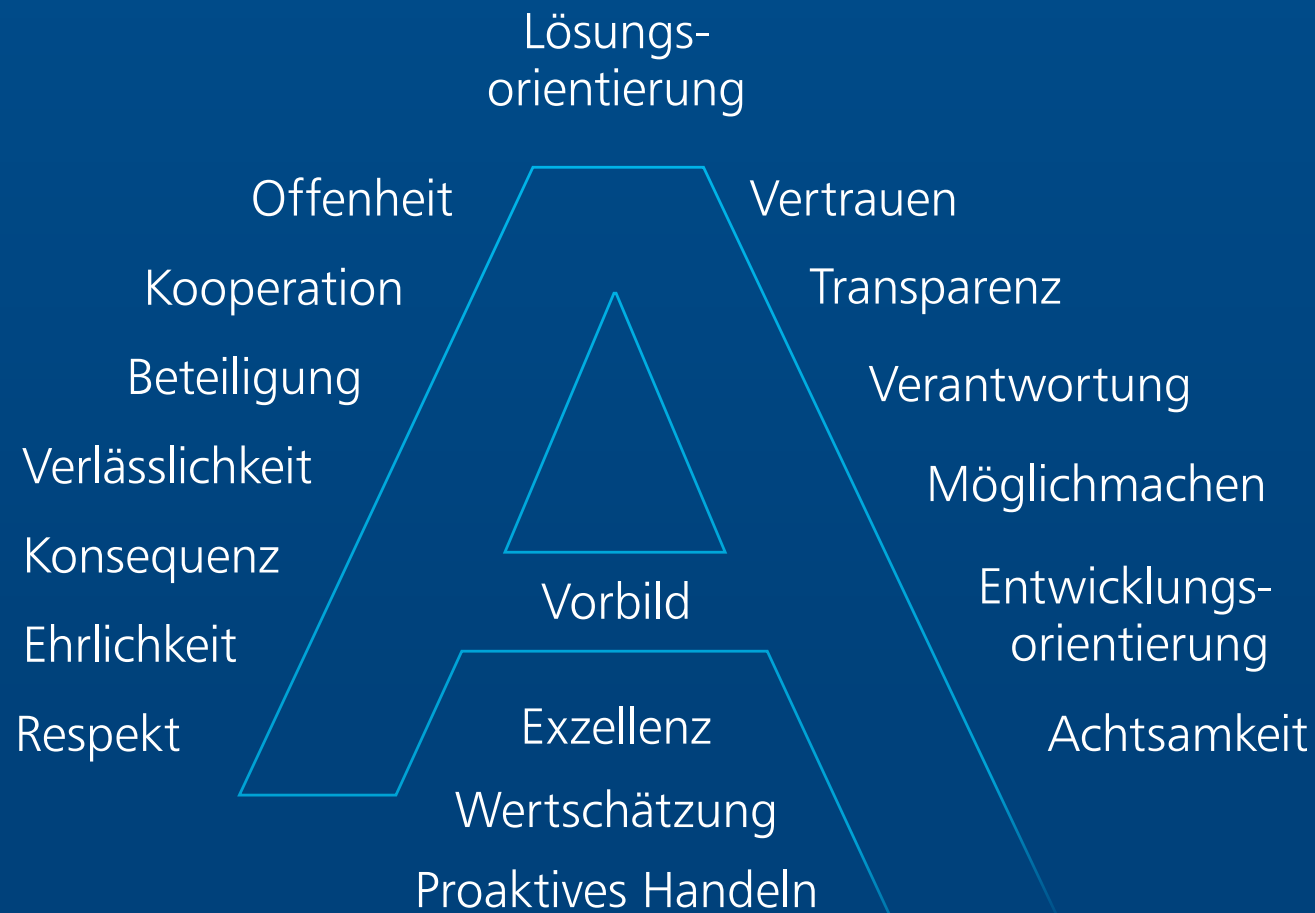 Lösungs-
orientierung
Offenheit
Vertrauen
Kooperation
Transparenz
Beteiligung
Verantwortung
Verlässlichkeit
Möglichmachen
Konsequenz
Entwicklungs-
orientierung
Vorbild
Ehrlichkeit
Respekt
Exzellenz
Achtsamkeit
Wertschätzung
Proaktives Handeln